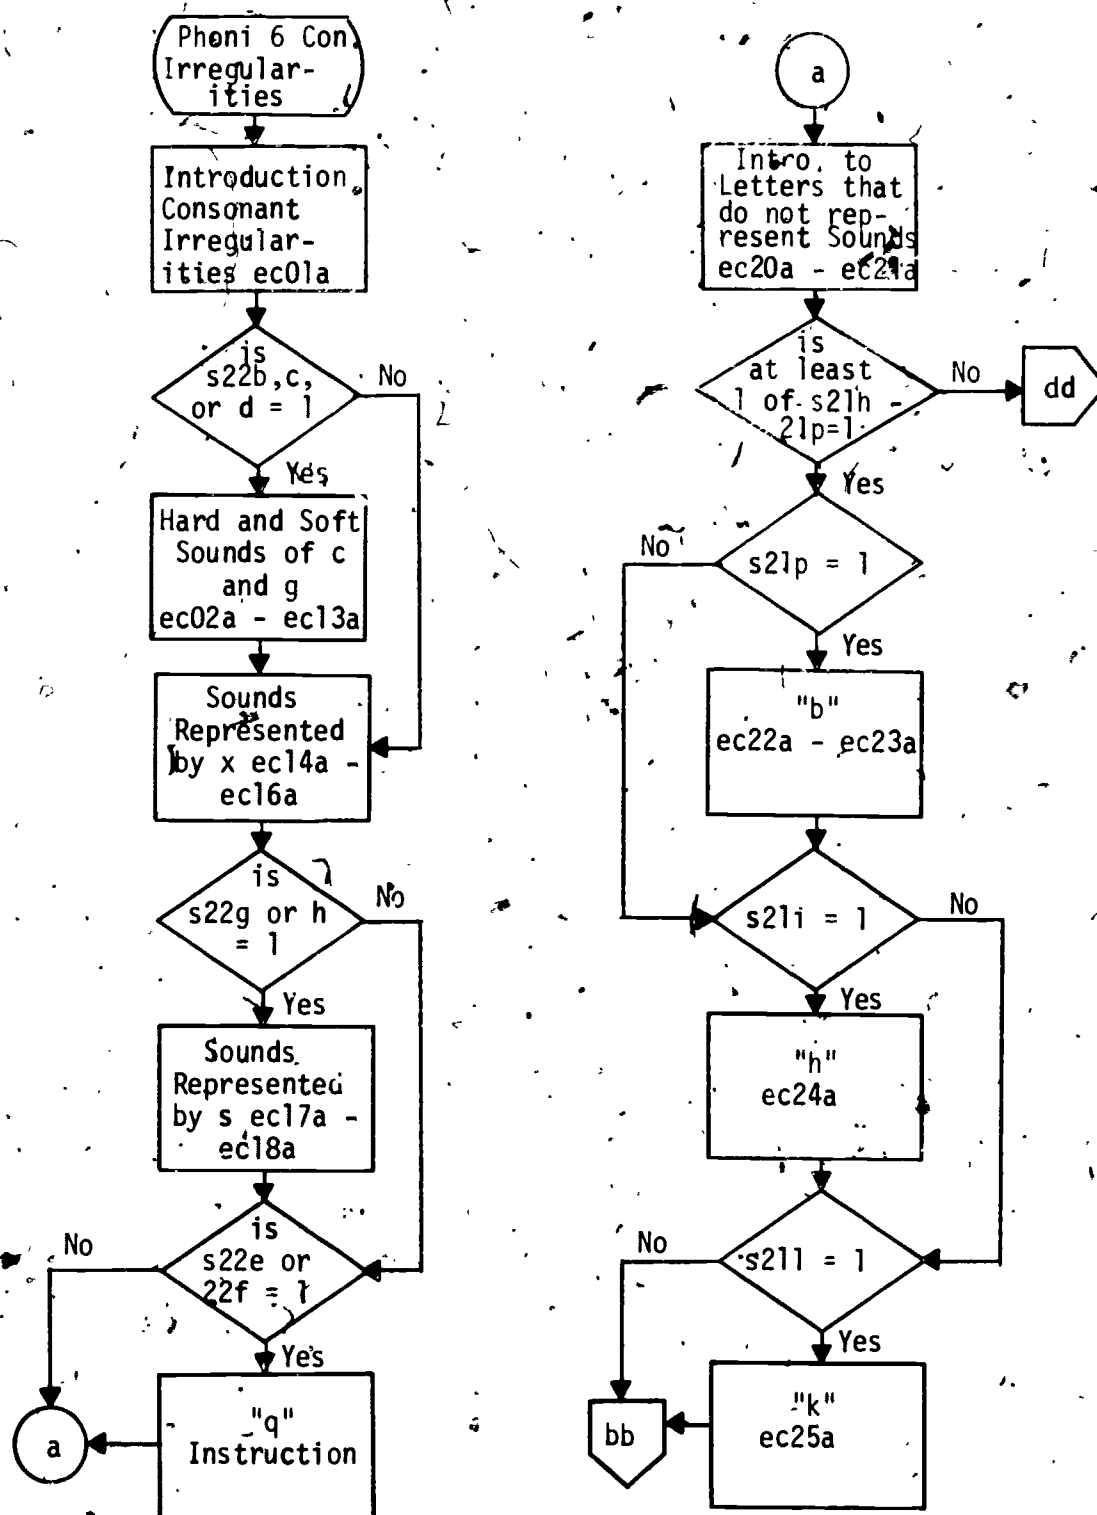 Phoni 6 Con.
Irregular-
ities
Introduction
Consonant
Irregular-
ities ec01a
is
s22b,c,
or d = 1
No
Yes
Hard and Soft
Sounds of c
and g
ec02a - ec13a
Sounds
Represented
by x ec14a -
ec16a
is
s22g or h
= 1
No
Yes
Sounds
Represented
by s ec17a -
ec18a
is
s22e or
22f = 1
No
Yes
"q"
Instruction
a
a
Intro. to
Letters that
do not rep-
resent Sounds
ec20a - ec21a
is
at least
1 of s21h -
21p=1
No
dd
Yes
s21p = 1
No
Yes
"b"
ec22a - ec23a
s21i = 1
No
Yes
"h"
ec24a
s21l = 1
No
Yes
"k"
ec25a
bb